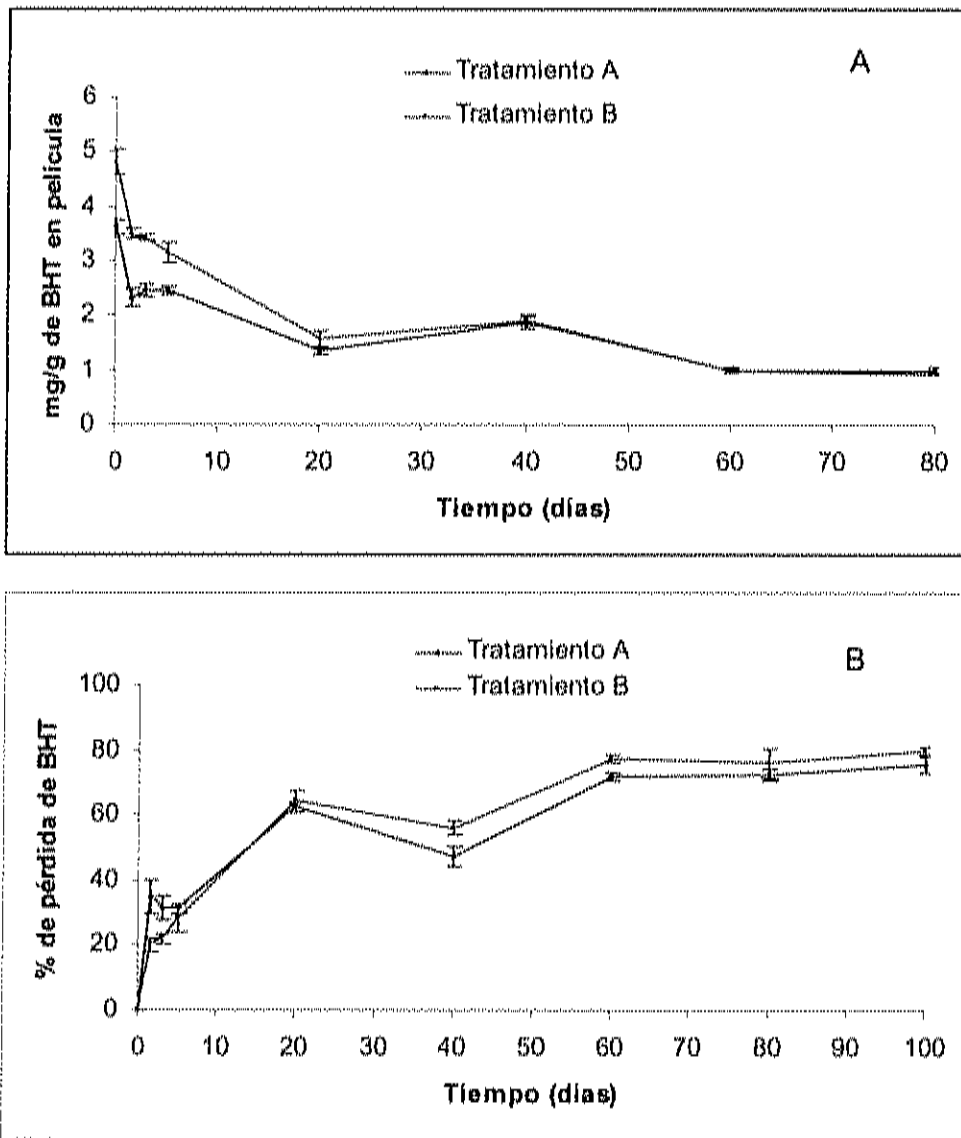 A
Tratamiento A
Tratamiento B
mg/g de BHT en película
6
5
4
3
2
1
0
0 10 20 30 40 50 60 70 80
Tiempo (días)
B
Tratamiento A
Tratamiento B
% de pérdida de BHT
100
80
60
40
20
0
0 10 20 30 40 50 60 70 80 90 100
Tiempo (días)